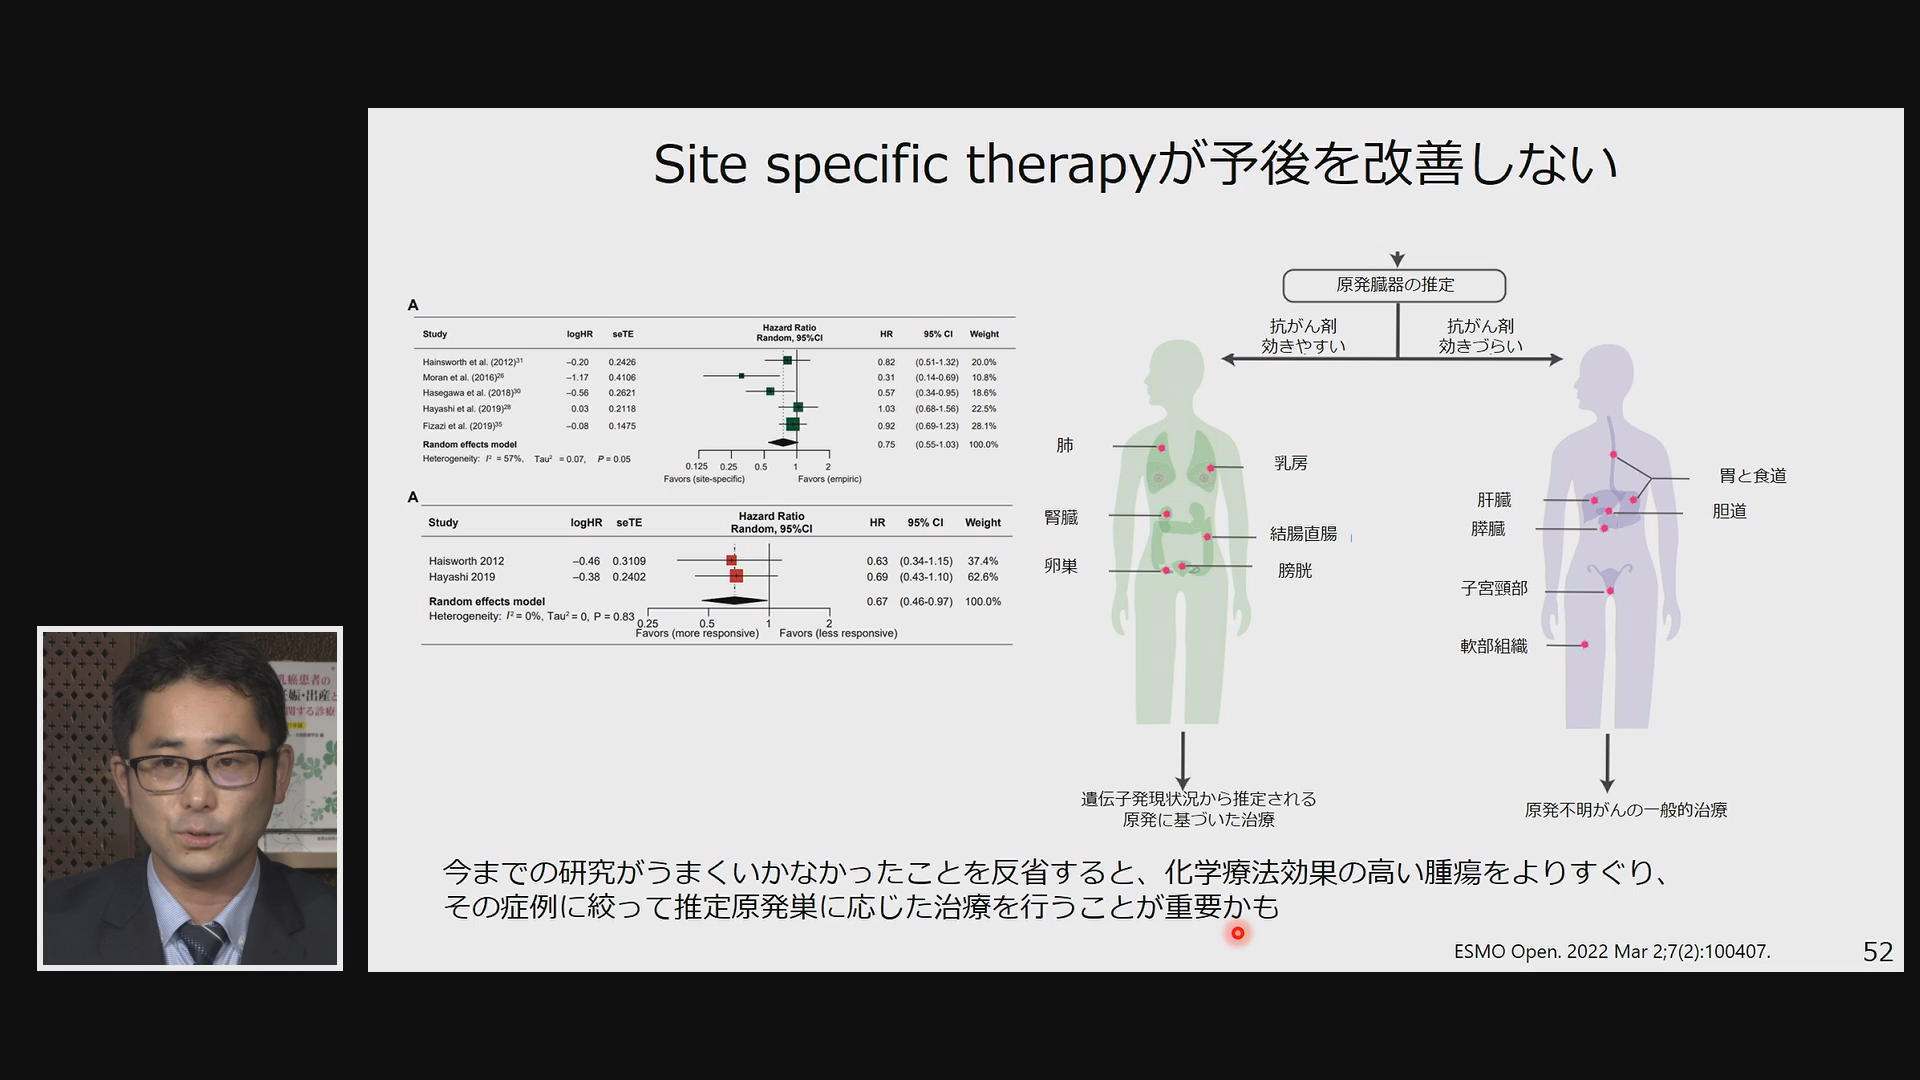 Site specific therapyが予後を改善しない
A
Study logHR seTE Hazard Ratio Random, 95%CI HR 95% CI Weight
Hainsworth et al. (2012)31 –0.20 0.2426 0.82 (0.51-1.32) 20.0%
Moran et al. (2016)26 –1.17 0.4106 0.31 (0.14-0.69) 10.8%
Hasegawa et al. (2018)30 –0.56 0.2621 0.57 (0.34-0.95) 18.6%
Hayashi et al. (2019)28 0.03 0.2118 1.03 (0.68-1.56) 22.5%
Fizazi et al. (2019)35 –0.08 0.1475 0.92 (0.69-1.23) 28.1%
Random effects model 0.75 (0.55-1.03) 100.0%
Heterogeneity: I² = 57%, Tau² = 0.07, P = 0.05
0.125 0.25 0.5 1 2
Favors (site-specific) Favors (empiric)
A
Study logHR seTE Hazard Ratio Random, 95%CI HR 95% CI Weight
Haisworth 2012 –0.46 0.3109 0.63 (0.34-1.15) 37.4%
Hayashi 2019 –0.38 0.2402 0.69 (0.43-1.10) 62.6%
Random effects model 0.67 (0.46-0.97) 100.0%
Heterogeneity: I² = 0%, Tau² = 0, P = 0.83
0.25 0.5 1 2
Favors (more responsive) Favors (less responsive)
原発臓器の推定
抗がん剤
効きやすい
抗がん剤
効きづらい
肺
乳房
腎臓
結腸直腸
卵巣
膀胱
胃と食道
肝臓
胆道
膵臓
子宮頸部
軟部組織
遺伝子発現状況から推定される
原発に基づいた治療
原発不明がんの一般的治療
今までの研究がうまくいかなかったことを反省すると、化学療法効果の高い腫瘍をよりすぐり、
その症例に絞って推定原発巣に応じた治療を行うことが重要かも
ESMO Open. 2022 Mar 2;7(2):100407.
52
乳癌患者の
妊娠・出産と
関する診療